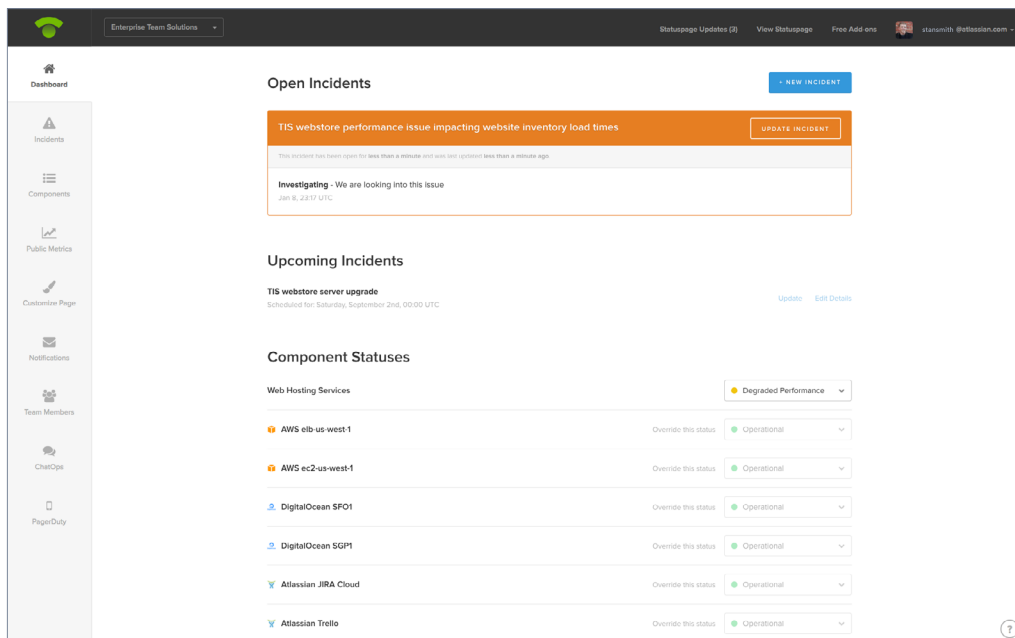 Enterprise Team Solutions
Statuspage Updates (3)
View Statuspage
Free Add-ons
stansmith @atlassian.com
Dashboard
Incidents
Components
Public Metrics
Customize Page
Notifications
Team Members
ChatOps
PagerDuty
Open Incidents
+ NEW INCIDENT
TIS webstore performance issue impacting website inventory load times
UPDATE INCIDENT
This incident has been open for less than a minute and was last updated less than a minute ago.
Investigating - We are looking into this issue
Jan 8, 23:17 UTC
Upcoming Incidents
TIS webstore server upgrade
Scheduled for: Saturday, September 2nd, 00:00 UTC
Update
Edit Details
Component Statuses
Web Hosting Services
Degraded Performance
AWS elb-us-west-1
Override this status
Operational
AWS ec2-us-west-1
Override this status
Operational
DigitalOcean SFO1
Override this status
Operational
DigitalOcean SGP1
Override this status
Operational
Atlassian JIRA Cloud
Override this status
Operational
Atlassian Trello
Override this status
Operational
?